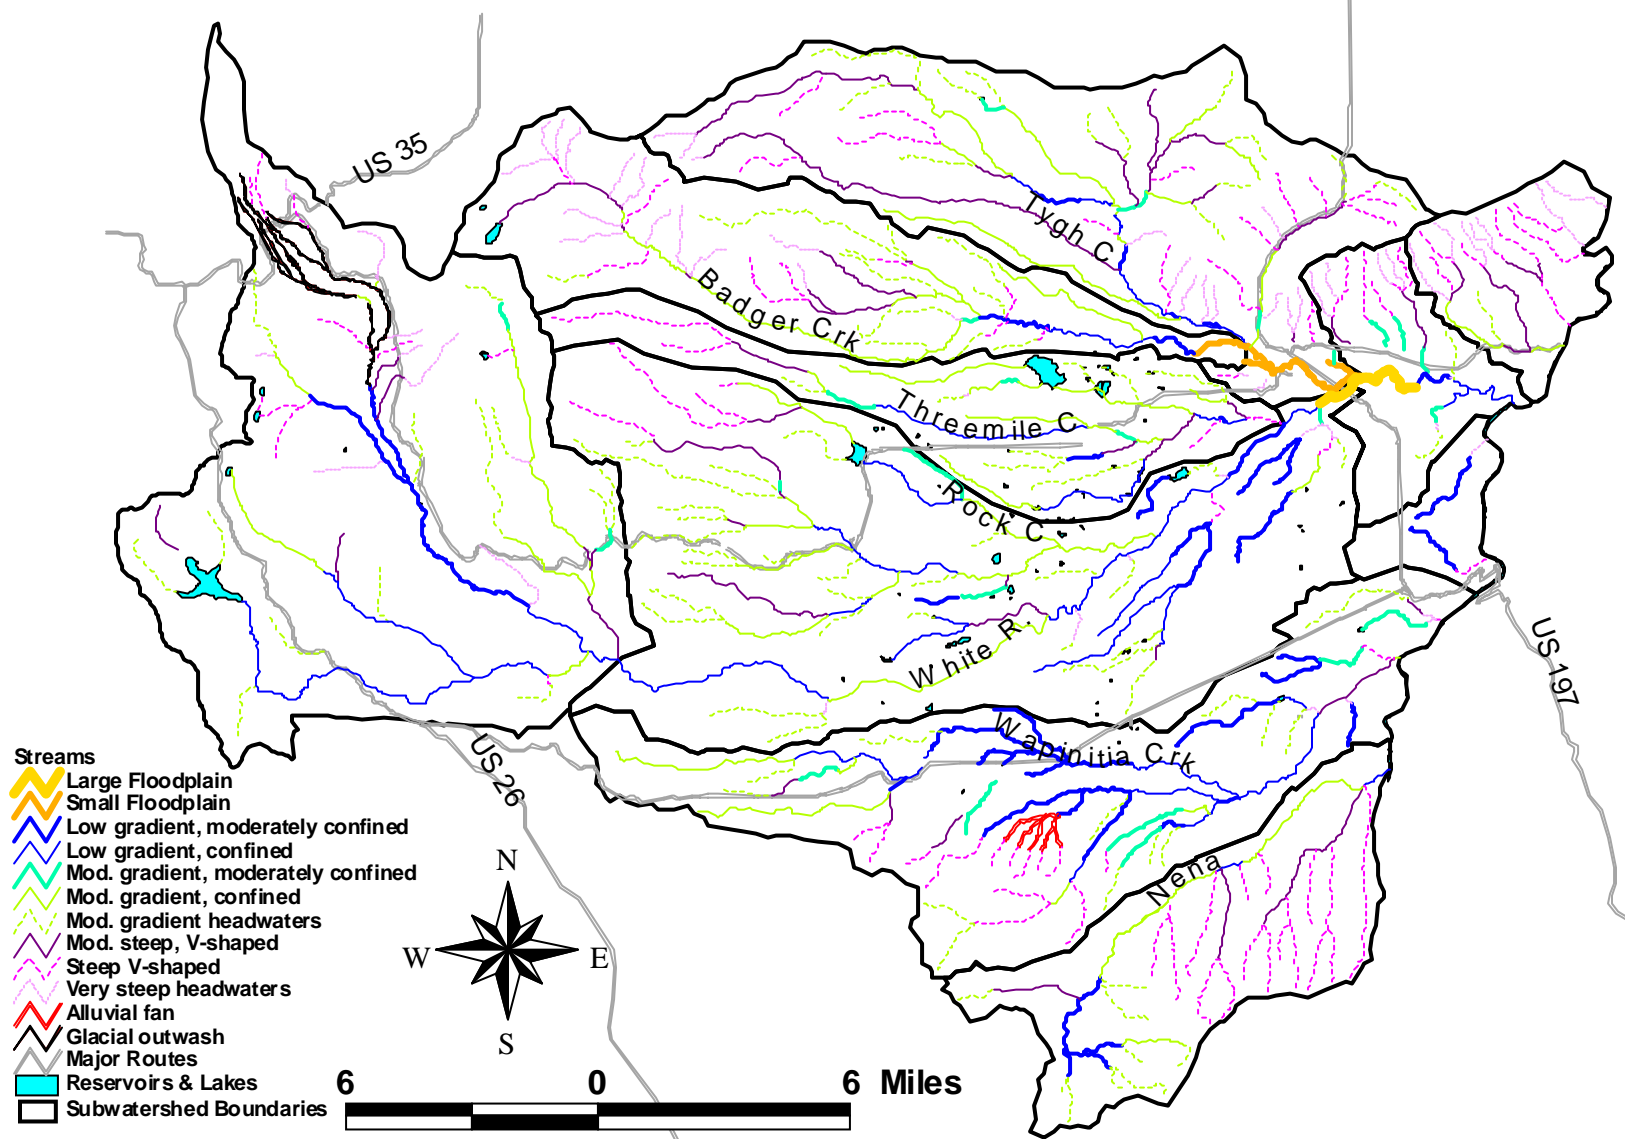 US 35
Tygh C.
Badger Crk
Threemile C.
Rock C.
White R.
Wapinitia Crk
Nena
US 197
US 26
Streams
Large Floodplain
Small Floodplain
Low gradient, moderately confined
Low gradient, confined
Mod. gradient, moderately confined
Mod. gradient, confined
Mod. gradient headwaters
Mod. steep, V-shaped
Steep V-shaped
Very steep headwaters
Alluvial fan
Glacial outwash
Major Routes
Reservoirs & Lakes
Subwatershed Boundaries
N
W E
S
6 0 6 Miles